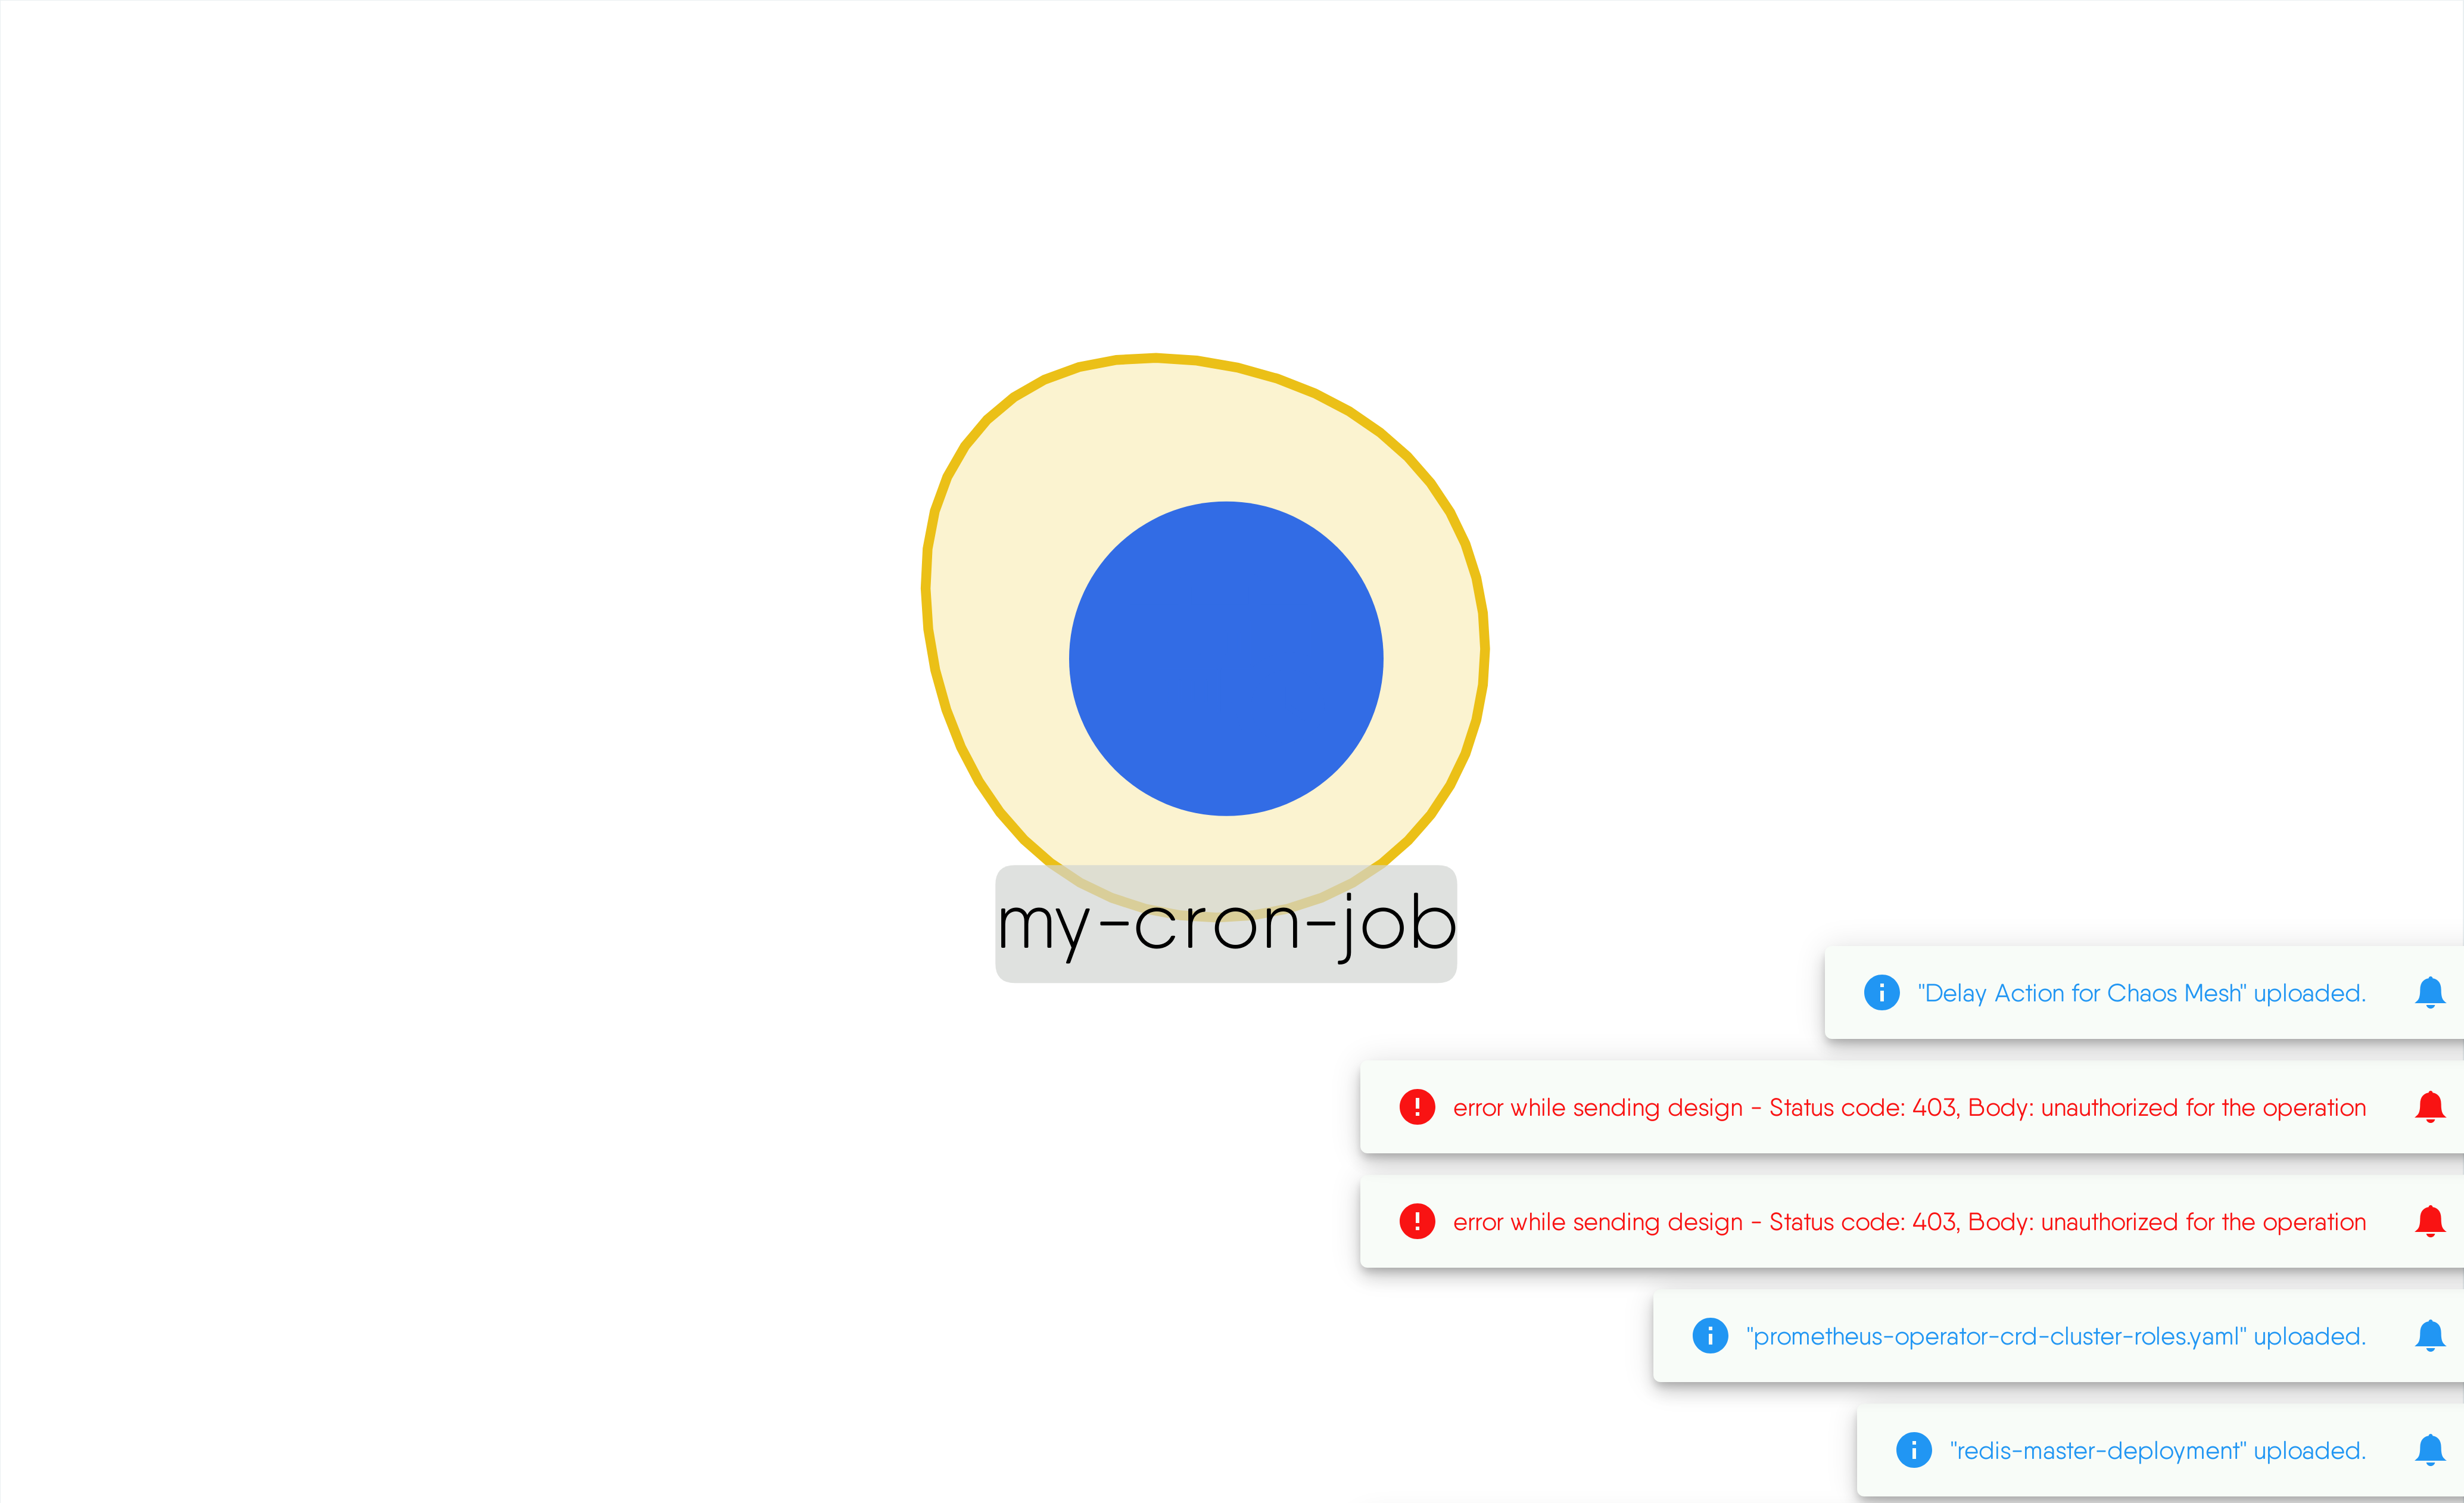 my-cron-job
"Delay Action for Chaos Mesh" uploaded.
error while sending design - Status code: 403, Body: unauthorized for the operation
error while sending design - Status code: 403, Body: unauthorized for the operation
"prometheus-operator-crd-cluster-roles.yaml" uploaded.
"redis-master-deployment" uploaded.